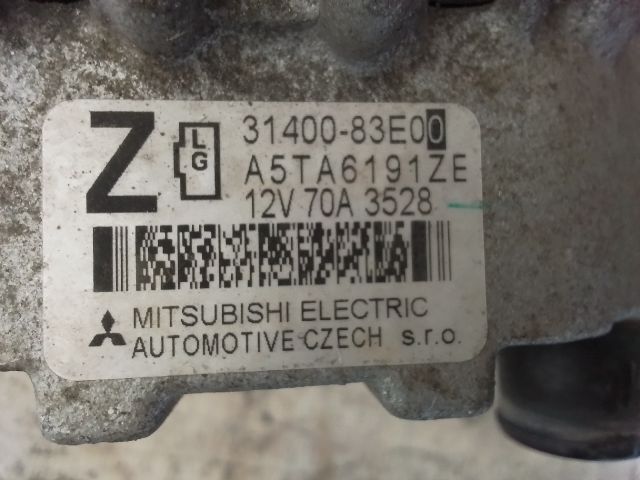 Z
L
G
31400-83E00
A5TA6191ZE
12V 70A 3528
MITSUBISHI ELECTRIC
AUTOMOTIVE CZECH s.r.o.